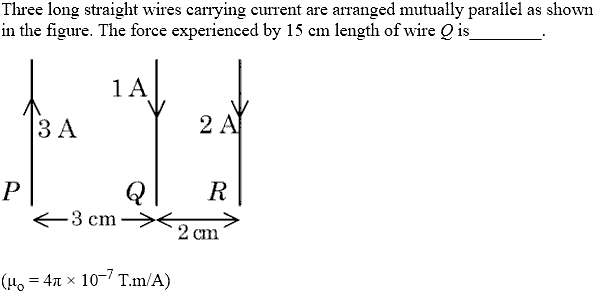 Three long straight wires carrying current are arranged mutually parallel as shown
in the figure. The force experienced by 15 cm length of wire Q is________.
1 A
3 A
2 A
P
Q
R
3 cm
2 cm
(μₒ = 4π × 10⁻⁷ T.m/A)